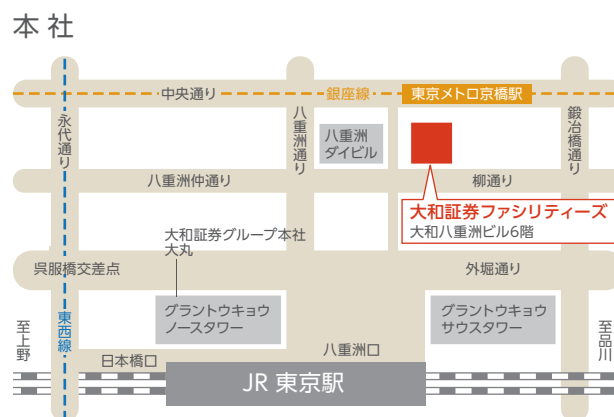 本社
中央通り
銀座線
東京メトロ京橋駅
永代通り
八重洲通り
八重洲
ダイビル
鍛冶橋通り
八重洲仲通り
柳通り
大和証券ファシリティーズ
大和八重洲ビル6階
大和証券グループ本社
大丸
呉服橋交差点
外堀通り
グラントウキョウ
ノースタワー
グラントウキョウ
サウスタワー
至上野
東西線
至品川
日本橋口
八重洲口
JR 東京駅